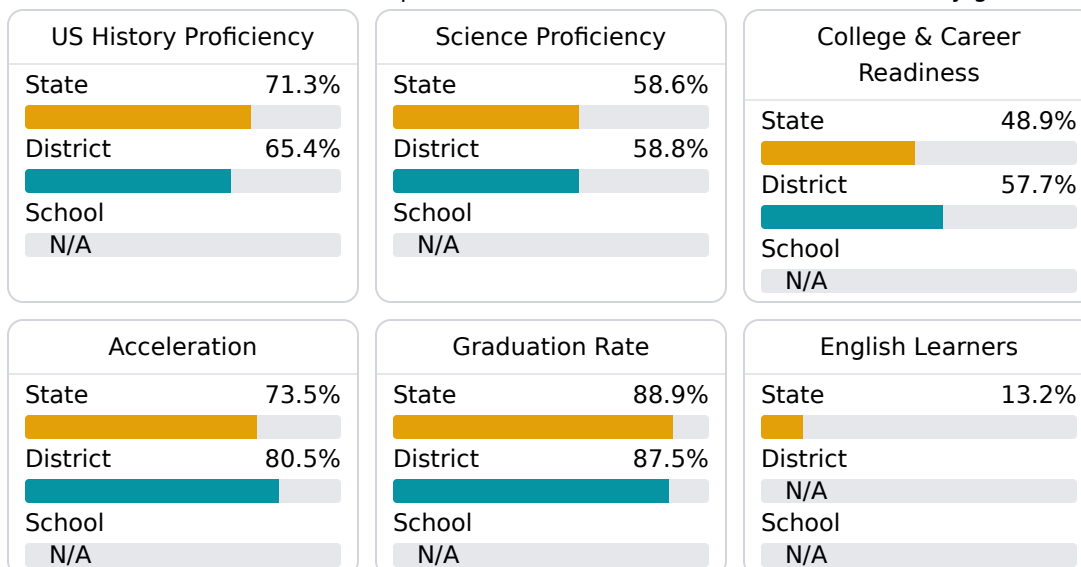 US History Proficiency
State 71.3%
District 65.4%
School
N/A
Science Proficiency
State 58.6%
District 58.8%
School
N/A
College & Career
Readiness
State 48.9%
District 57.7%
School
N/A
Acceleration
State 73.5%
District 80.5%
School
N/A
Graduation Rate
State 88.9%
District 87.5%
School
N/A
English Learners
State 13.2%
District
N/A
School
N/A